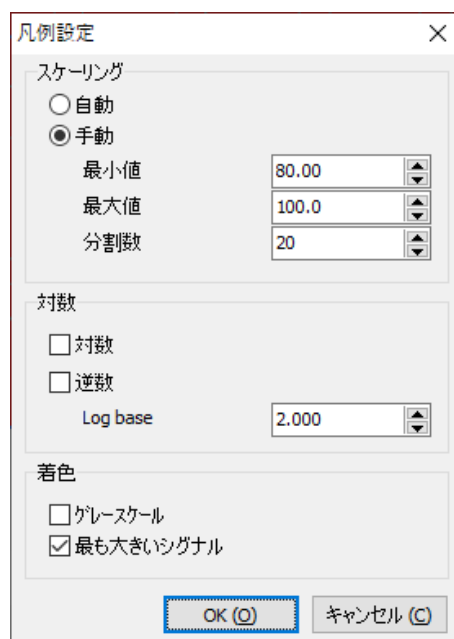 凡例設定
スケーリング
自動
手動
最小値 80.00
最大値 100.0
分割数 20
対数
対数
逆数
Log base 2.000
着色
グレースケール
最も大きいシグナル
OK (O) キャンセル (C)